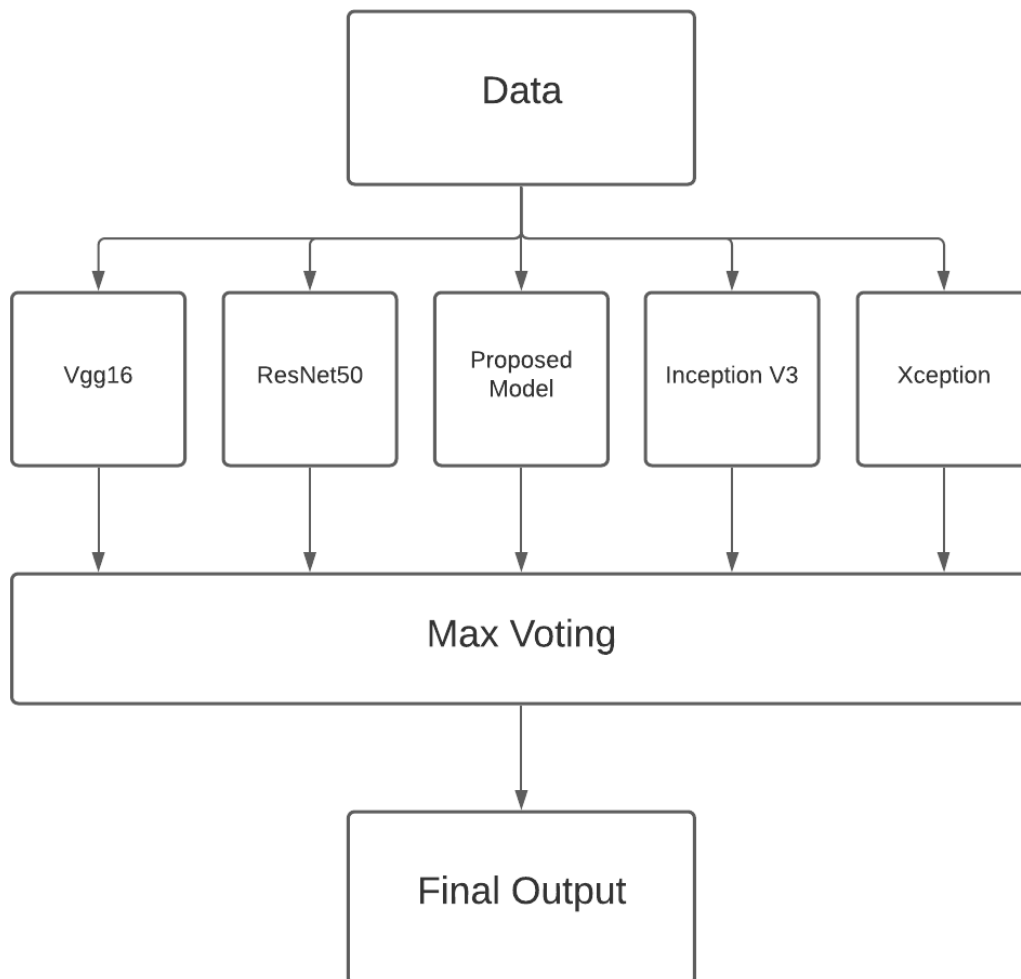 Data
Vgg16
ResNet50
Proposed
Model
Inception V3
Xception
Max Voting
Final Output